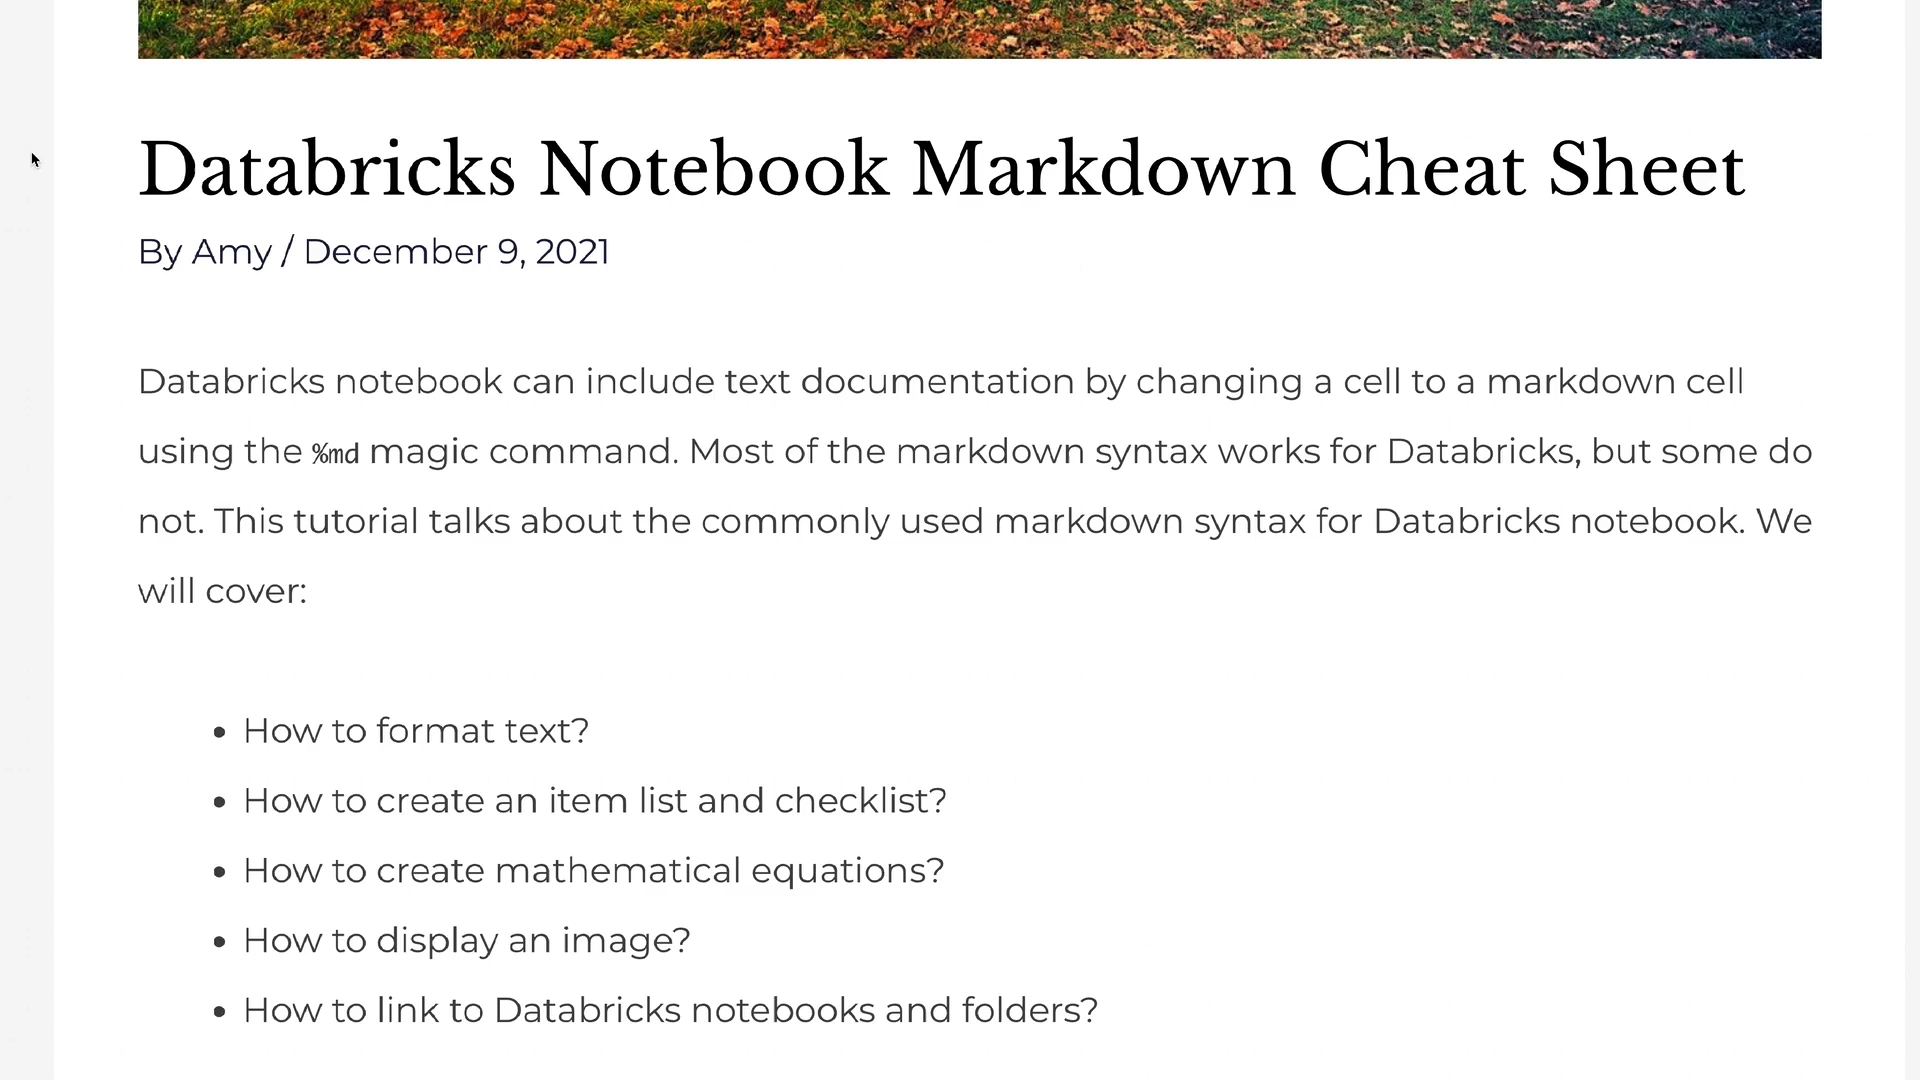 Databricks Notebook Markdown Cheat Sheet
By Amy / December 9, 2021
Databricks notebook can include text documentation by changing a cell to a markdown cell
using the %md magic command. Most of the markdown syntax works for Databricks, but some do
not. This tutorial talks about the commonly used markdown syntax for Databricks notebook. We
will cover:
• How to format text?
• How to create an item list and checklist?
• How to create mathematical equations?
• How to display an image?
• How to link to Databricks notebooks and folders?